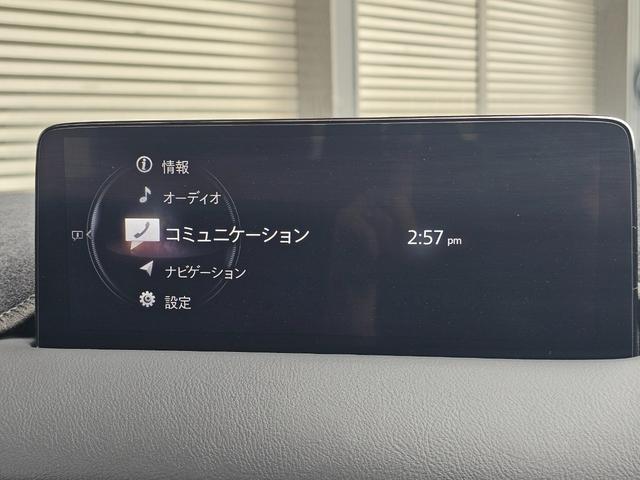 情報
オーディオ
コミュニケーション
2:57 pm
ナビゲーション
設定